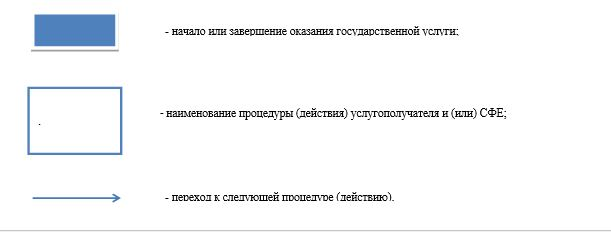 - начало или завершение оказания государственной услуги;
- наименование процедуры (действия) услугополучателя и (или) СФЕ;
- переход к следующей процедуре (действию).